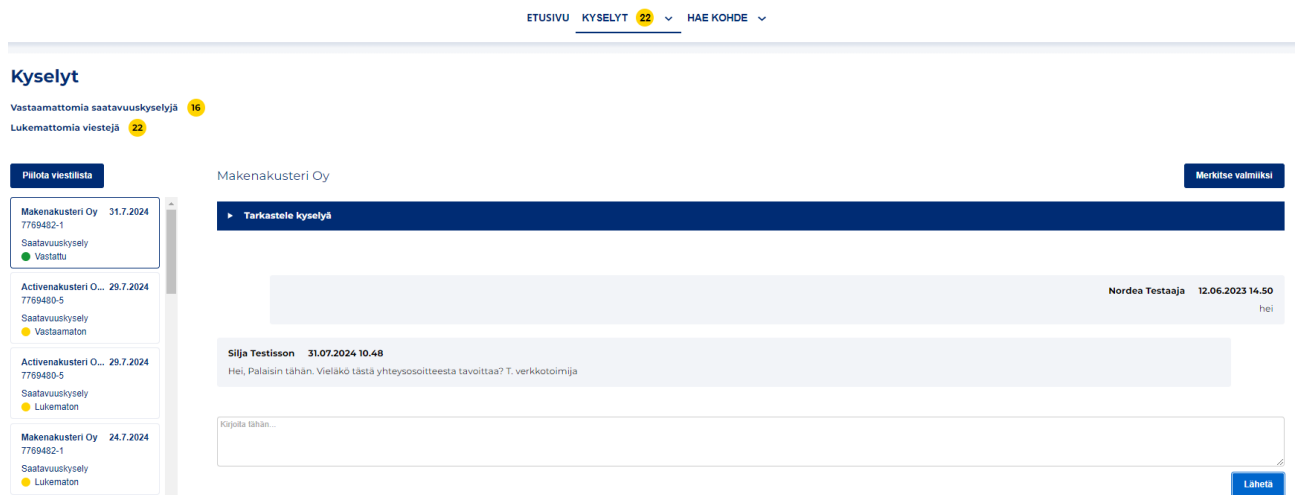 ETUSIVU KYSELYT 22 HAE KOHDE
Kyselyt
Vastaamattomia saatavuuskyselyjä 16
Lukemattomia viestejä 22
Piilota viestilista
Makenakusteri Oy 31.7.2024
7769482-1
Saatavuuskysely
Vastattu
Activenakusteri O... 29.7.2024
7769480-5
Saatavuuskysely
Vastaamaton
Activenakusteri O... 29.7.2024
7769480-5
Saatavuuskysely
Lukematon
Makenakusteri Oy 24.7.2024
7769482-1
Saatavuuskysely
Lukematon
Makenakusteri Oy
Merkitse valmiiksi
Tarkastele kyselyä
Nordea Testaaja 12.06.2023 14.50
hei
Silja Testisson 31.07.2024 10.48
Hei, Palaisin tähän. Vieläkö tästä yhteysosoitteesta tavoittaa? T. verkkotoimija
Kirjoita tähän...
Lähetä